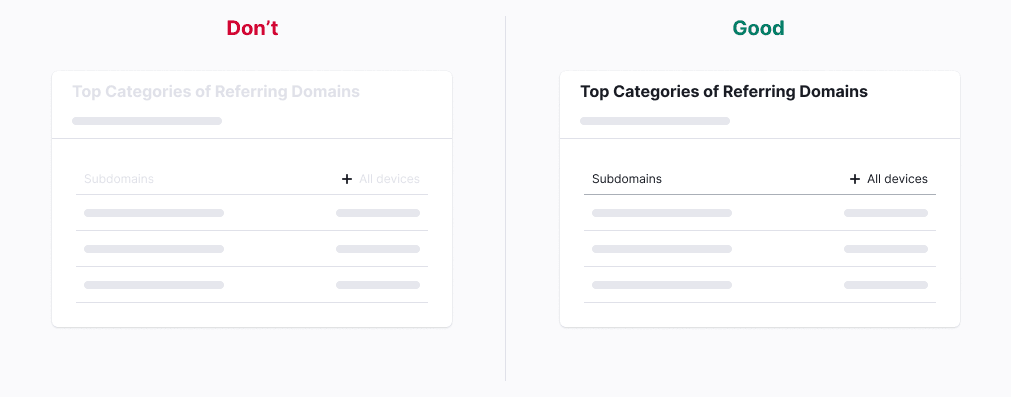 Don't
Good
Top Categories of Referring Domains
Subdomains
+ All devices
Top Categories of Referring Domains
Subdomains
+ All devices